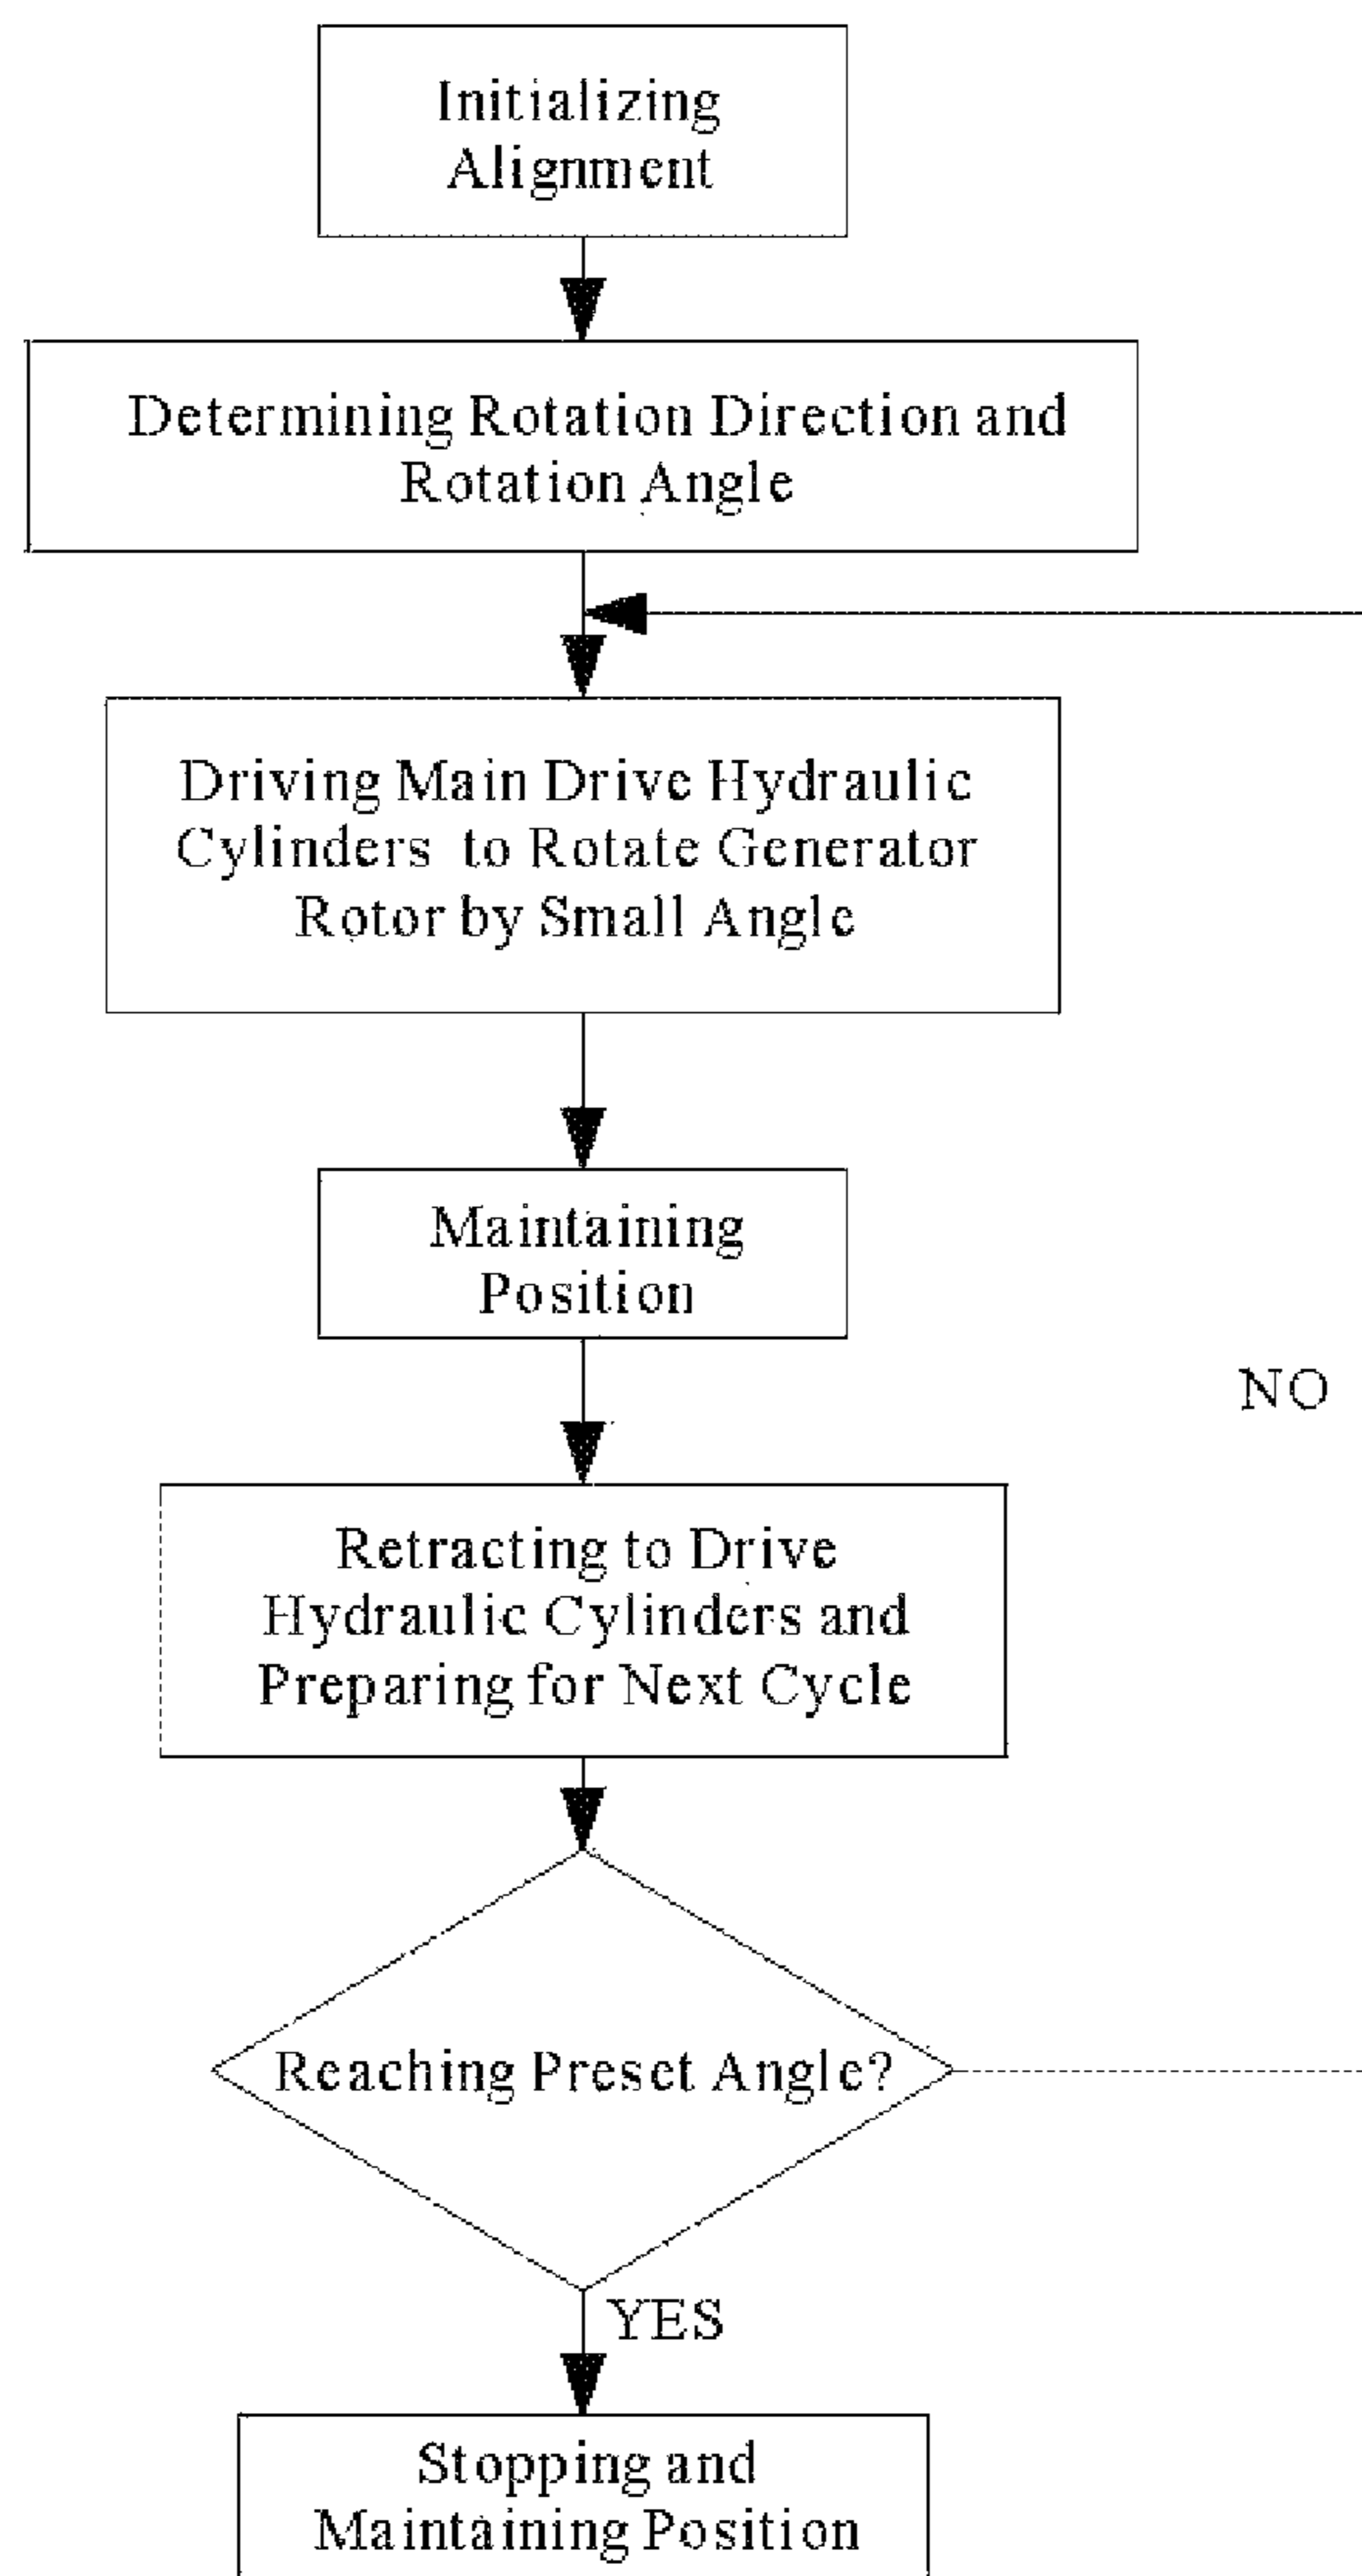 Initializing
Alignment
Determining Rotation Direction and
Rotation Angle
Driving Main Drive Hydraulic
Cylinders to Rotate Generator
Rotor by Small Angle
Maintaining
Position
NO
Retracting to Drive
Hydraulic Cylinders and
Preparing for Next Cycle
Reaching Preset Angle?
YES
Stopping and
Maintaining Position